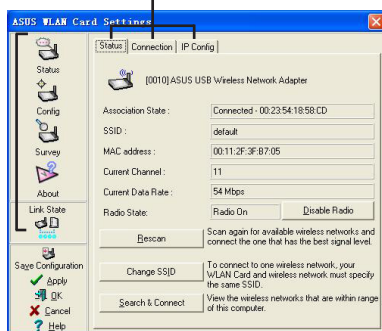 ASUS WLAN Card Settings
Status Connection IP Config
Status
Config
Survey
About
Link State
Save Configuration
Apply
OK
Cancel
Help
[0010] ASUS USB Wireless Network Adapter
Association State : Connected - 00:23:54:18:58:CD
SSID : default
MAC address : 00:11:2F:3F:B7:05
Current Channel : 11
Current Data Rate : 54 Mbps
Radio State: Radio On Disable Radio
Rescan
Scan again for available wireless networks and
connect the one that has the best signal level.
Change SSID
To connect to one wireless network, your
WLAN Card and wireless network must specify
the same SSID.
Search & Connect
View the wireless networks that are within range
of this computer.